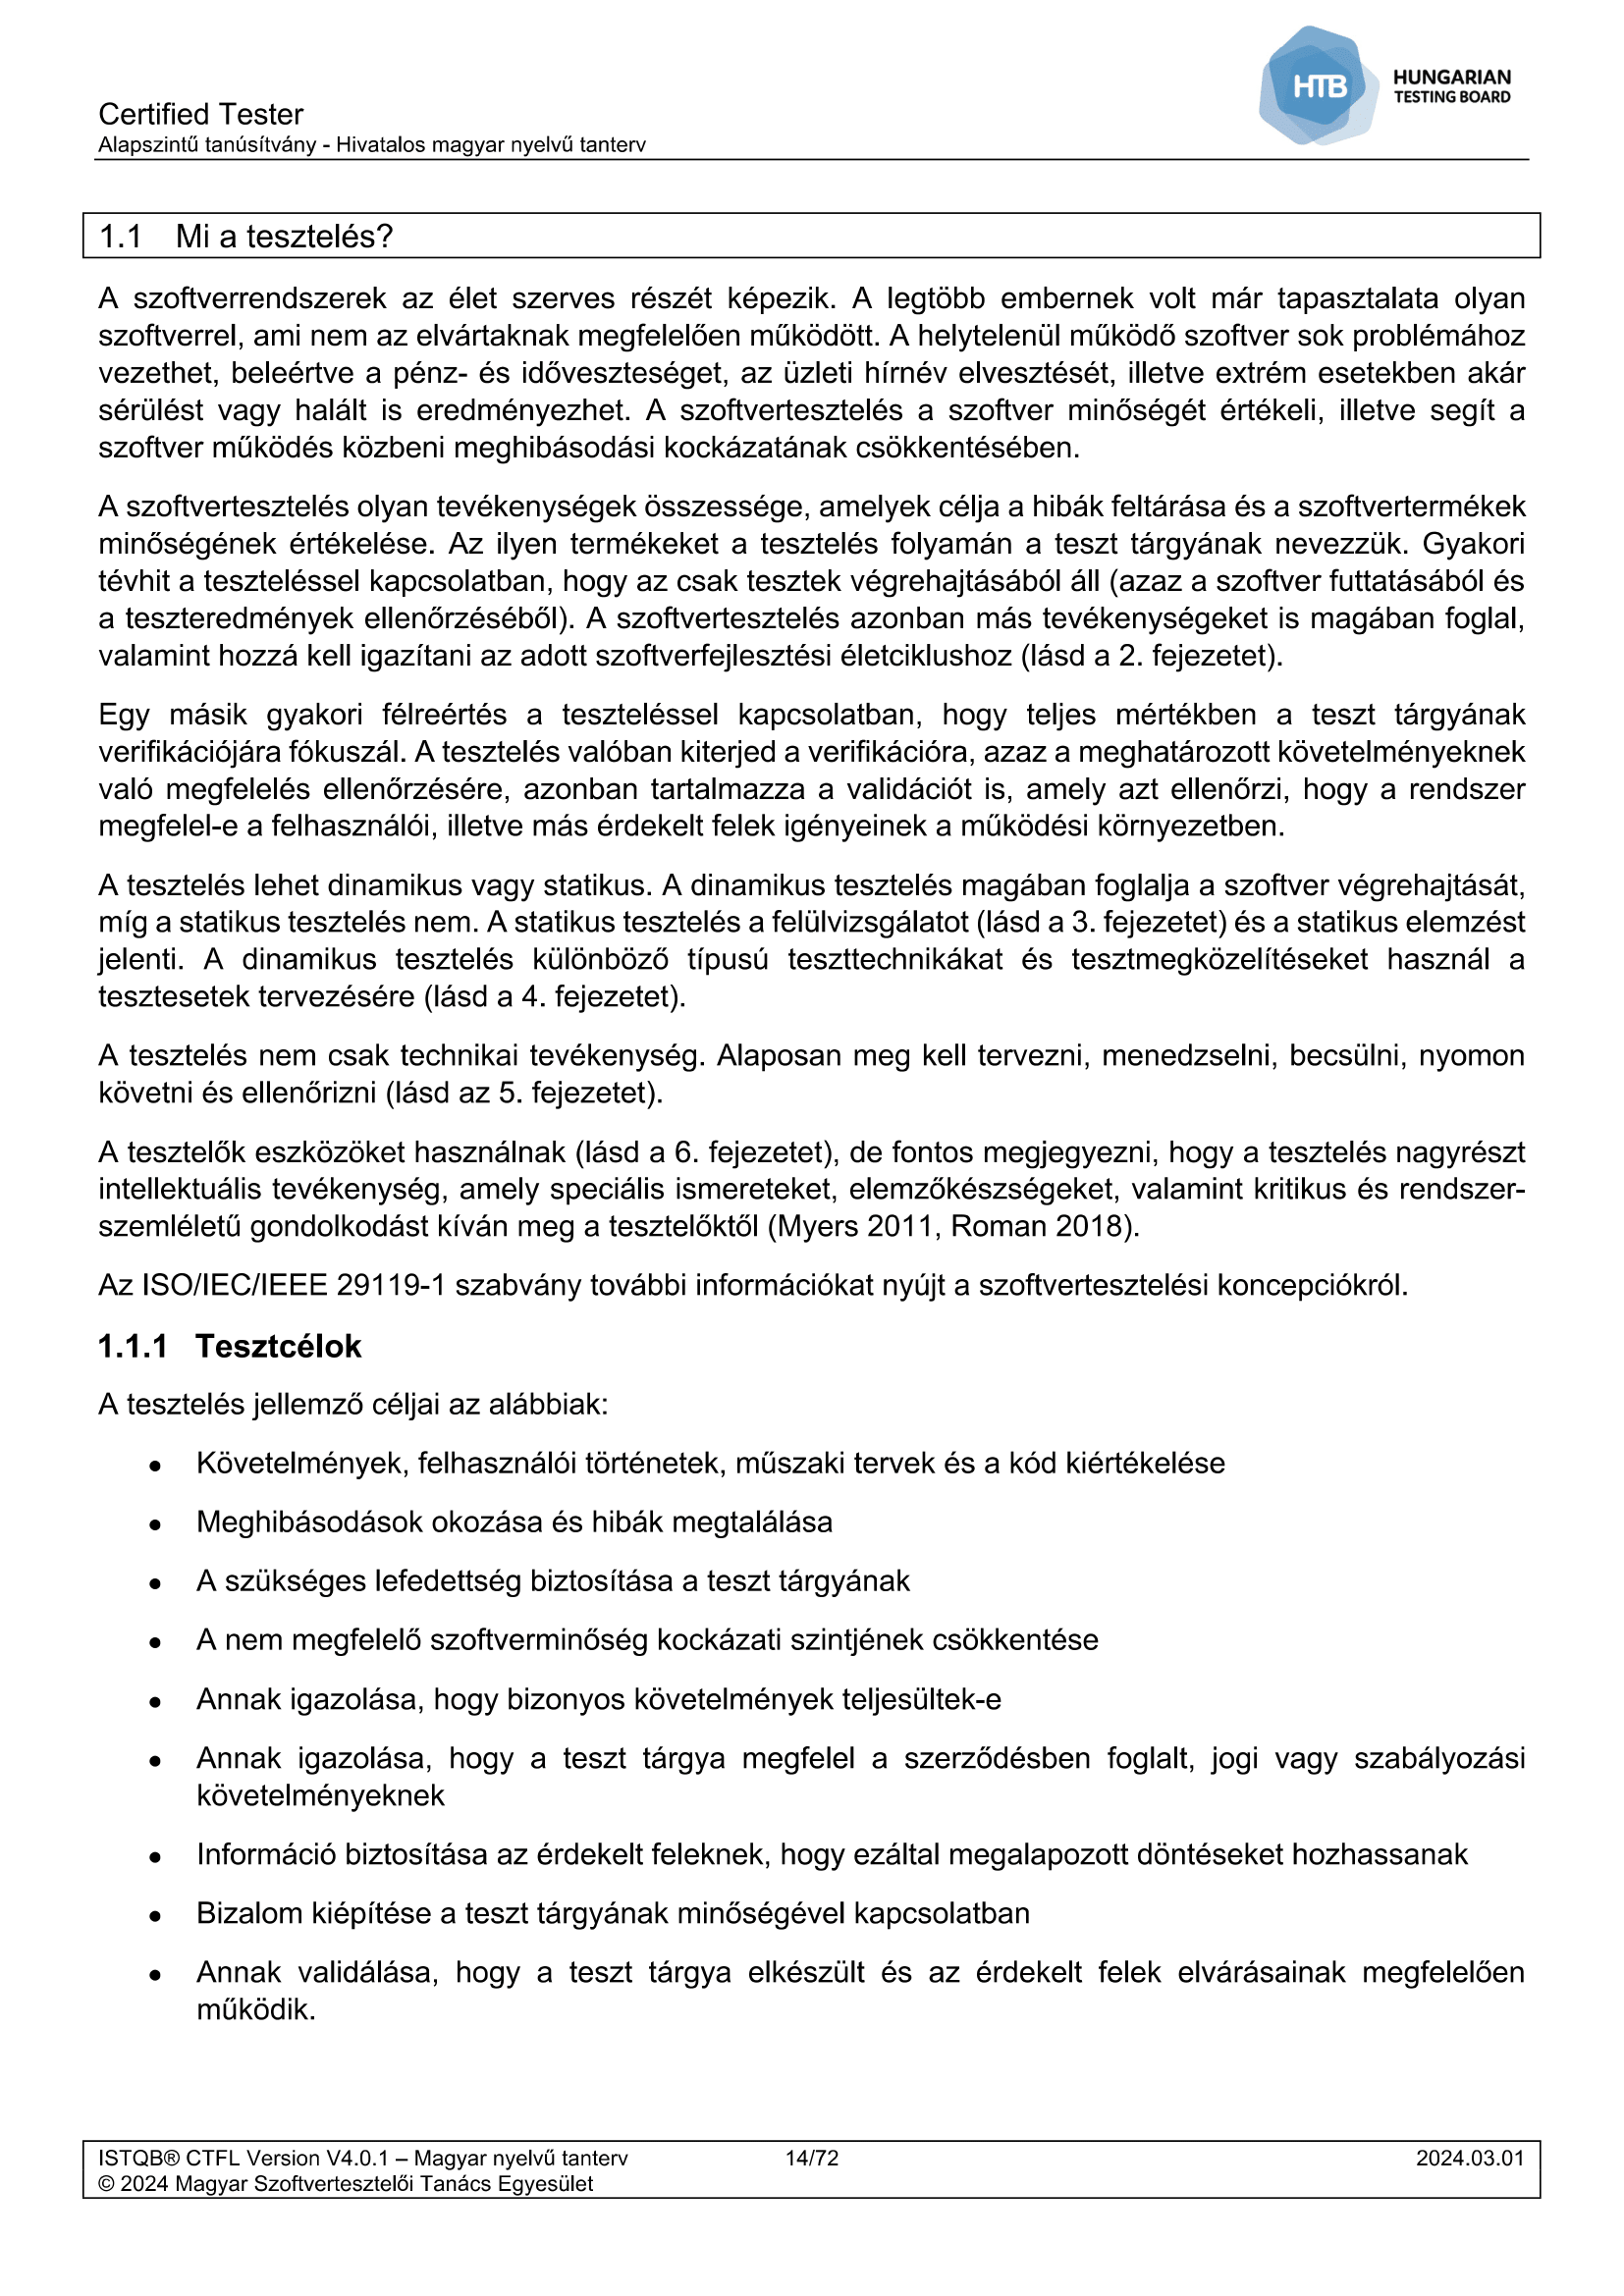 Certified Tester
Alapszintű tanúsítvány - Hivatalos magyar nyelvű tanterv
HTB
HUNGARIAN
TESTING BOARD
1.1 Mi a tesztelés?
A szoftverrendszerek az élet szerves részét képezik. A legtöbb embernek volt már tapasztalata olyan
szoftverrel, ami nem az elvártaknak megfelelően működött. A helytelenül működő szoftver sok problémához
vezethet, beleértve a pénz- és időveszteséget, az üzleti hírnév elvesztését, illetve extrém esetekben akár
sérülést vagy halált is eredményezhet. A szoftvertesztelés a szoftver minőségét értékeli, illetve segít a
szoftver működés közbeni meghibásodási kockázatának csökkentésében.
A szoftvertesztelés olyan tevékenységek összessége, amelyek célja a hibák feltárása és a szoftvertermékek
minőségének értékelése. Az ilyen termékeket a tesztelés folyamán a teszt tárgyának nevezzük. Gyakori
tévhit a teszteléssel kapcsolatban, hogy az csak tesztek végrehajtásából áll (azaz a szoftver futtatásából és
a teszteredmények ellenőrzéséből). A szoftvertesztelés azonban más tevékenységeket is magában foglal,
valamint hozzá kell igazítani az adott szoftverfejlesztési életciklushoz (lásd a 2. fejezetet).
Egy másik gyakori félreértés a teszteléssel kapcsolatban, hogy teljes mértékben a teszt tárgyának
verifikációjára fókuszál. A tesztelés valóban kiterjed a verifikációra, azaz a meghatározott követelményeknek
való megfelelés ellenőrzésére, azonban tartalmazza a validációt is, amely azt ellenőrzi, hogy a rendszer
megfelel-e a felhasználói, illetve más érdekelt felek igényeinek a működési környezetben.
A tesztelés lehet dinamikus vagy statikus. A dinamikus tesztelés magában foglalja a szoftver végrehajtását,
míg a statikus tesztelés nem. A statikus tesztelés a felülvizsgálatot (lásd a 3. fejezetet) és a statikus elemzést
jelenti. A dinamikus tesztelés különböző típusú teszttechnikákat és tesztmegközelítéseket használ a
tesztesetek tervezésére (lásd a 4. fejezetet).
A tesztelés nem csak technikai tevékenység. Alaposan meg kell tervezni, menedzselni, becsülni, nyomon
követni és ellenőrizni (lásd az 5. fejezetet).
A tesztelők eszközöket használnak (lásd a 6. fejezetet), de fontos megjegyezni, hogy a tesztelés nagyrészt
intellektuális tevékenység, amely speciális ismereteket, elemzőkészségeket, valamint kritikus és rendszer-
szemléletű gondolkodást kíván meg a tesztelőktől (Myers 2011, Roman 2018).
Az ISO/IEC/IEEE 29119-1 szabvány további információkat nyújt a szoftvertesztelési koncepciókról.
1.1.1 Tesztcélok
A tesztelés jellemző céljai az alábbiak:
● Követelmények, felhasználói történetek, műszaki tervek és a kód kiértékelése
● Meghibásodások okozása és hibák megtalálása
● A szükséges lefedettség biztosítása a teszt tárgyának
● A nem megfelelő szoftverminőség kockázati szintjének csökkentése
● Annak igazolása, hogy bizonyos követelmények teljesültek-e
● Annak igazolása, hogy a teszt tárgya megfelel a szerződésben foglalt, jogi vagy szabályozási
követelményeknek
● Információ biztosítása az érdekelt feleknek, hogy ezáltal megalapozott döntéseket hozhassanak
● Bizalom kiépítése a teszt tárgyának minőségével kapcsolatban
● Annak validálása, hogy a teszt tárgya elkészült és az érdekelt felek elvárásainak megfelelően
működik.
ISTQB® CTFL Version V4.0.1 – Magyar nyelvű tanterv 14/72 2024.03.01
© 2024 Magyar Szoftvertesztelői Tanács Egyesület